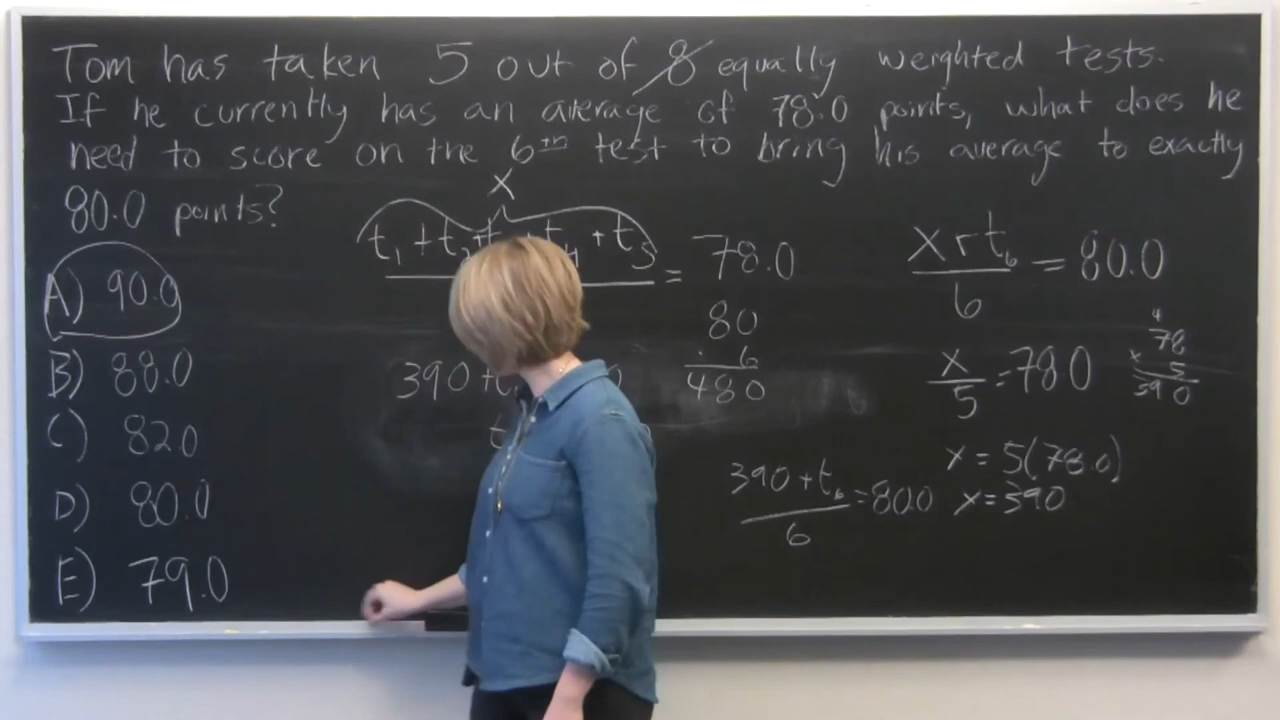 Tom has taken 5 out of 8 equally weighted tests.
If he currently has an average of 78.0 points, what does he
need to score on the 6th test to bring his average to exactly
80.0 points?
A) 90.0
B) 88.0
C) 82.0
D) 80.0
E) 79.0
x
t1 + t2 + t4 + t5 = 78.0
80
6
480
390 + t 0
t 0
x + t6 = 80.0
6
x = 78.0
5
4
78
x 5
390
x = 5(78.0)
x = 390
390 + t6 = 80.0
6